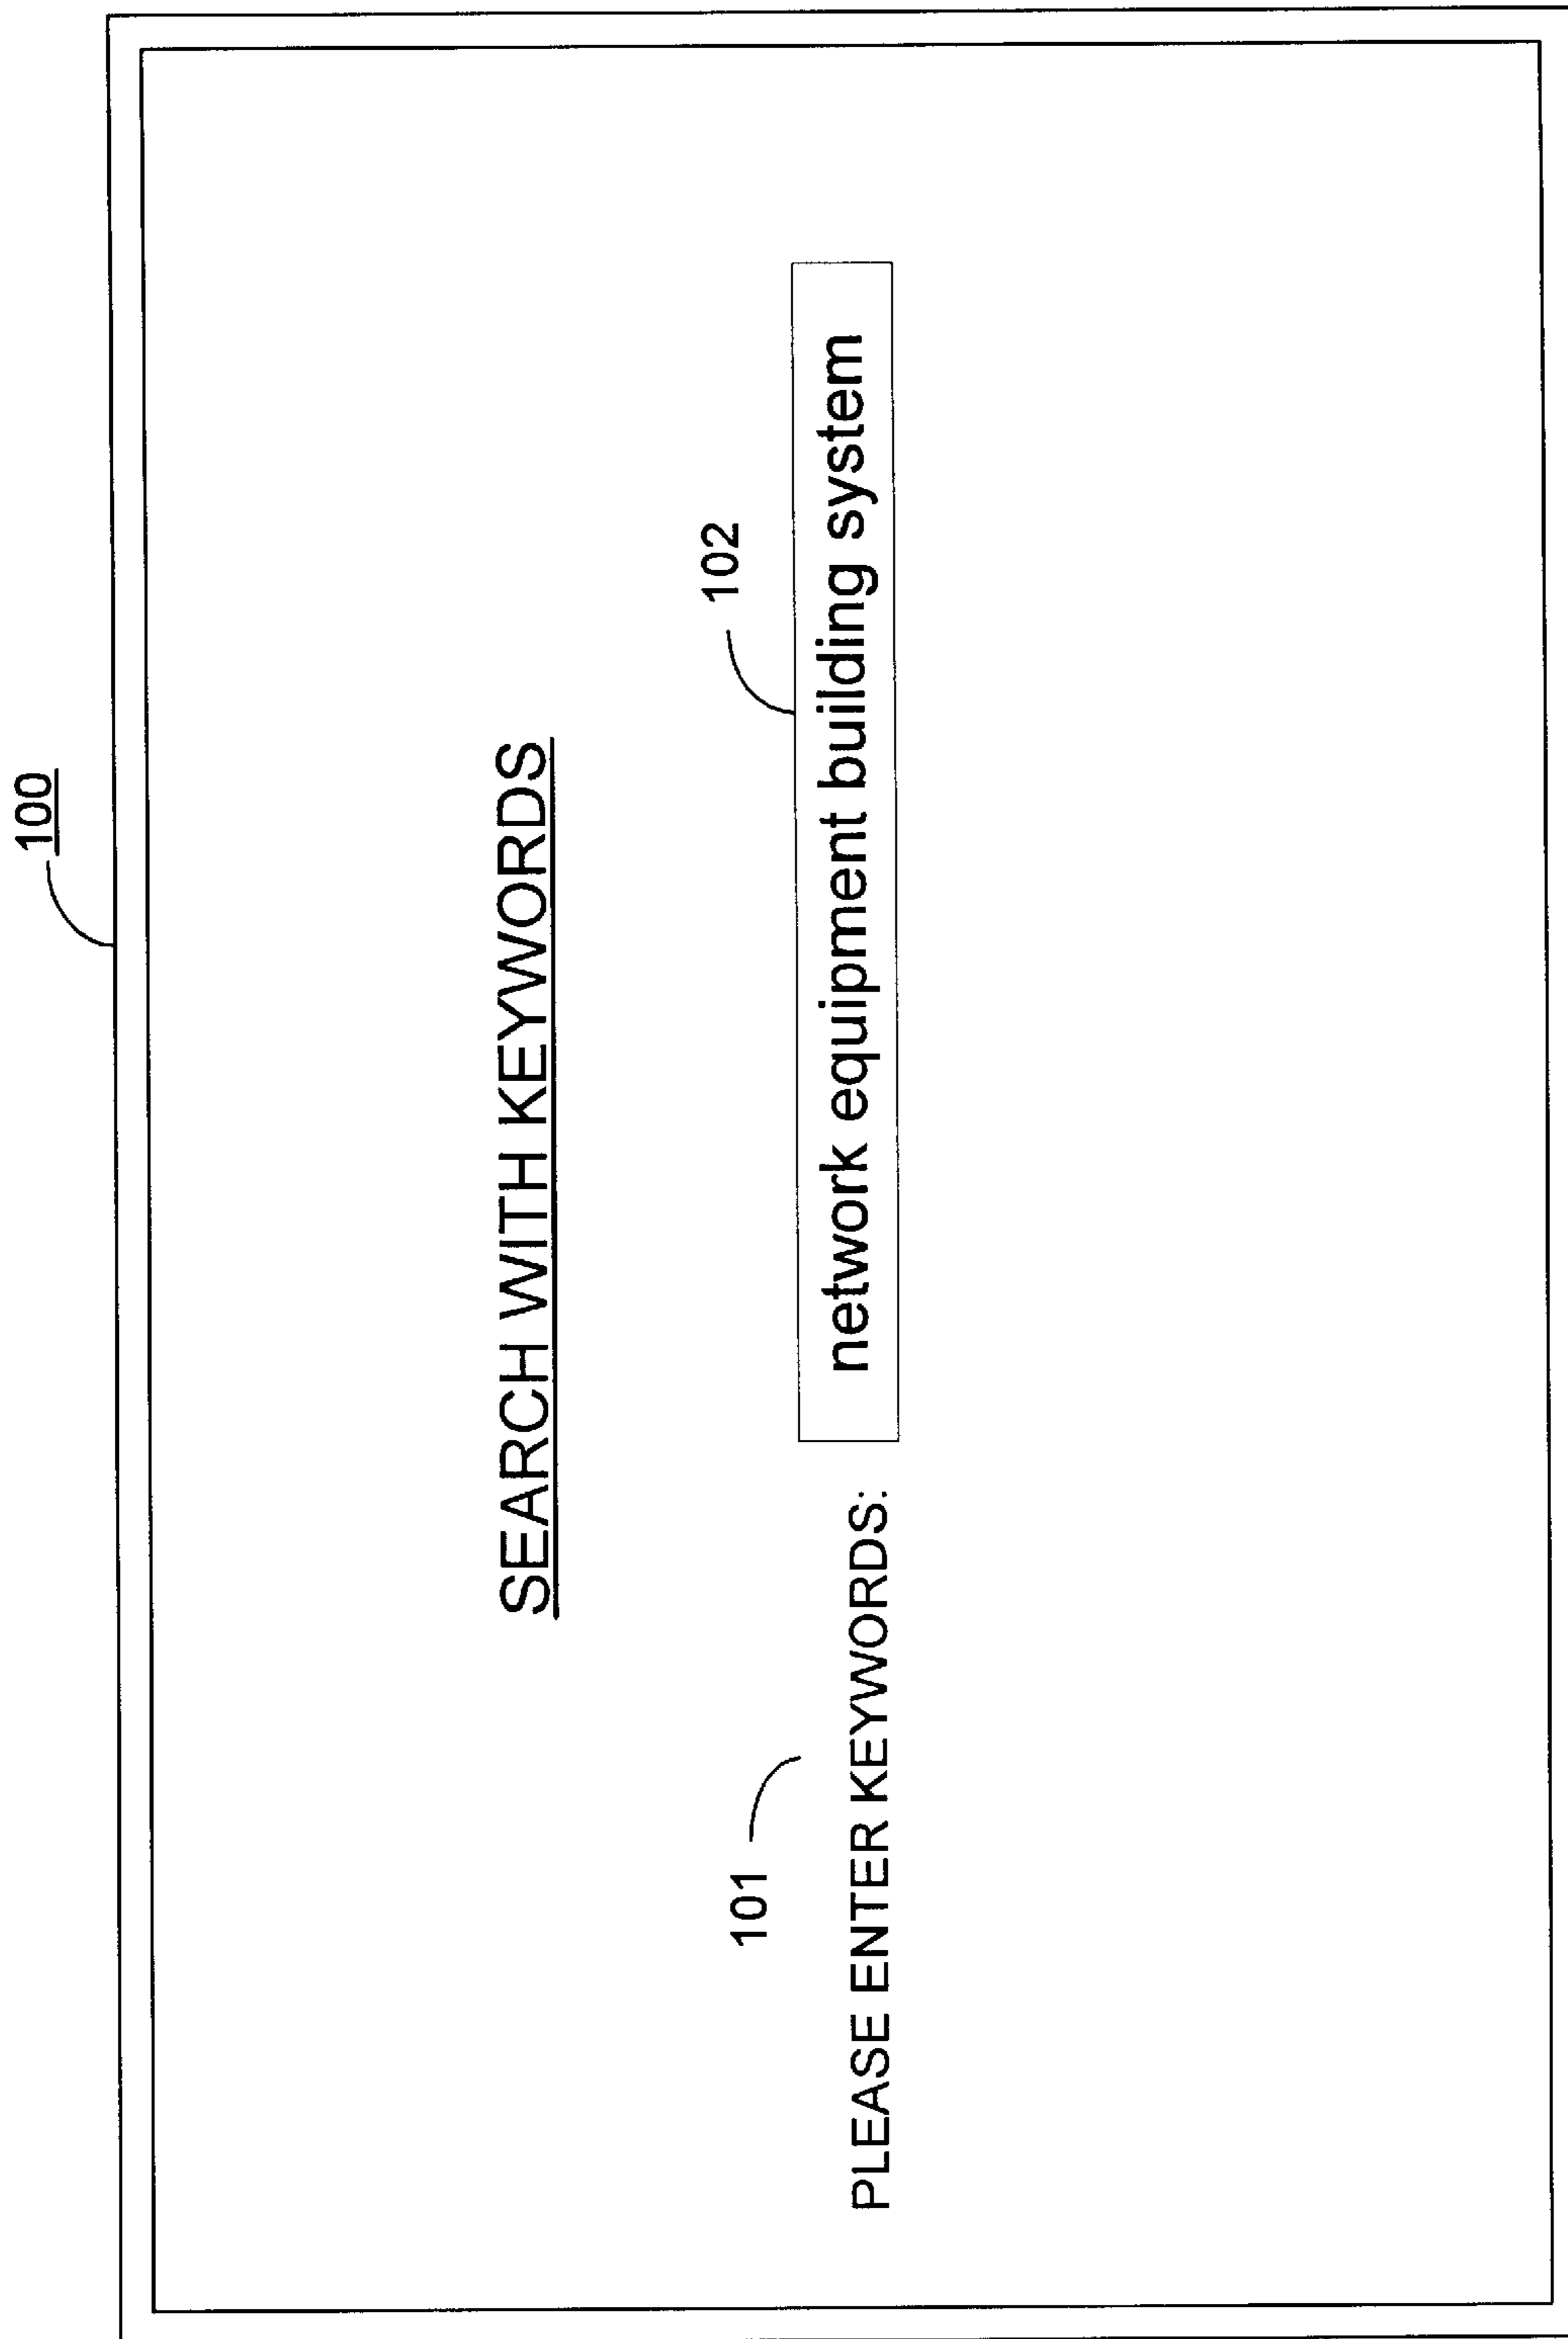 100
SEARCH WITH KEYWORDS
102
101
PLEASE ENTER KEYWORDS: network equipment building system